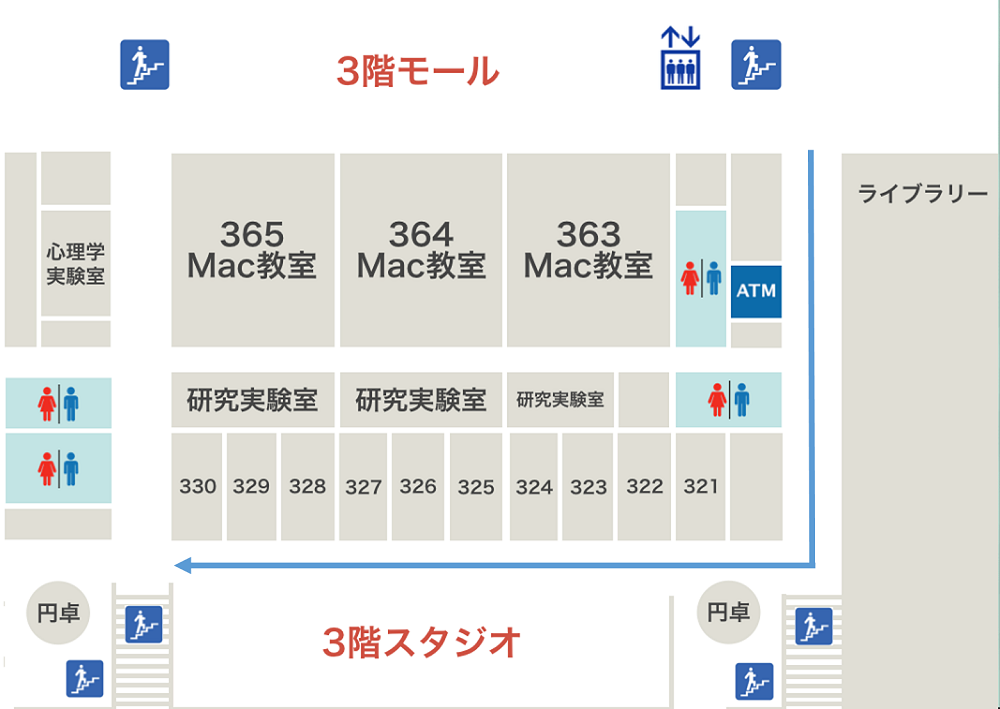 3階モール
ライブラリー
365
Mac教室
364
Mac教室
363
Mac教室
心理学
実験室
ATM
研究実験室
研究実験室
研究実験室
330
329
328
327
326
325
324
323
322
321
円卓
円卓
3階スタジオ